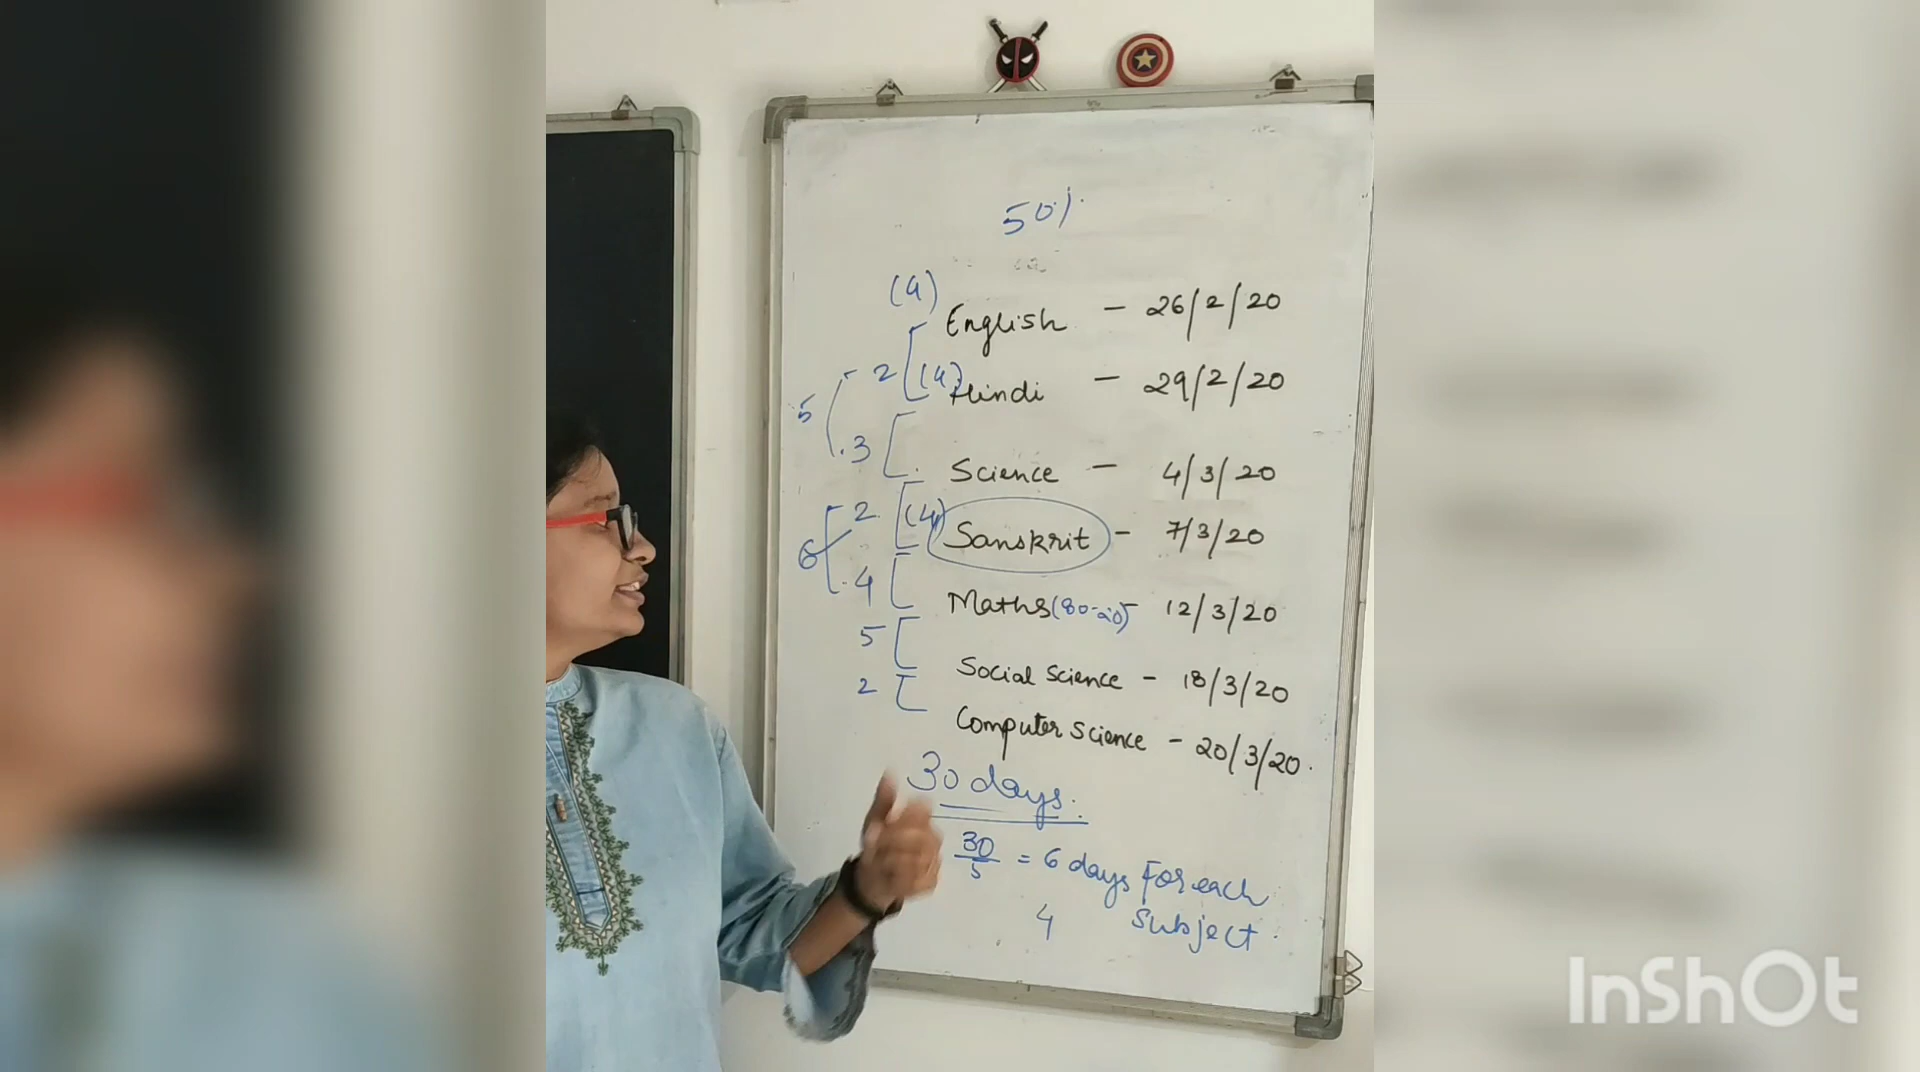 50%
(4)
English - 26/2/20
5 2 (4) Hindi - 29/2/20
3
Science - 4/3/20
6 2 (4) Sanskrit - 7/3/20
4 Maths (80-20) 12/3/20
5
Social Science - 18/3/20
2
Computer Science - 20/3/20.
30 days.
30/5 = 6 days For each
4 Subject.
InShOt